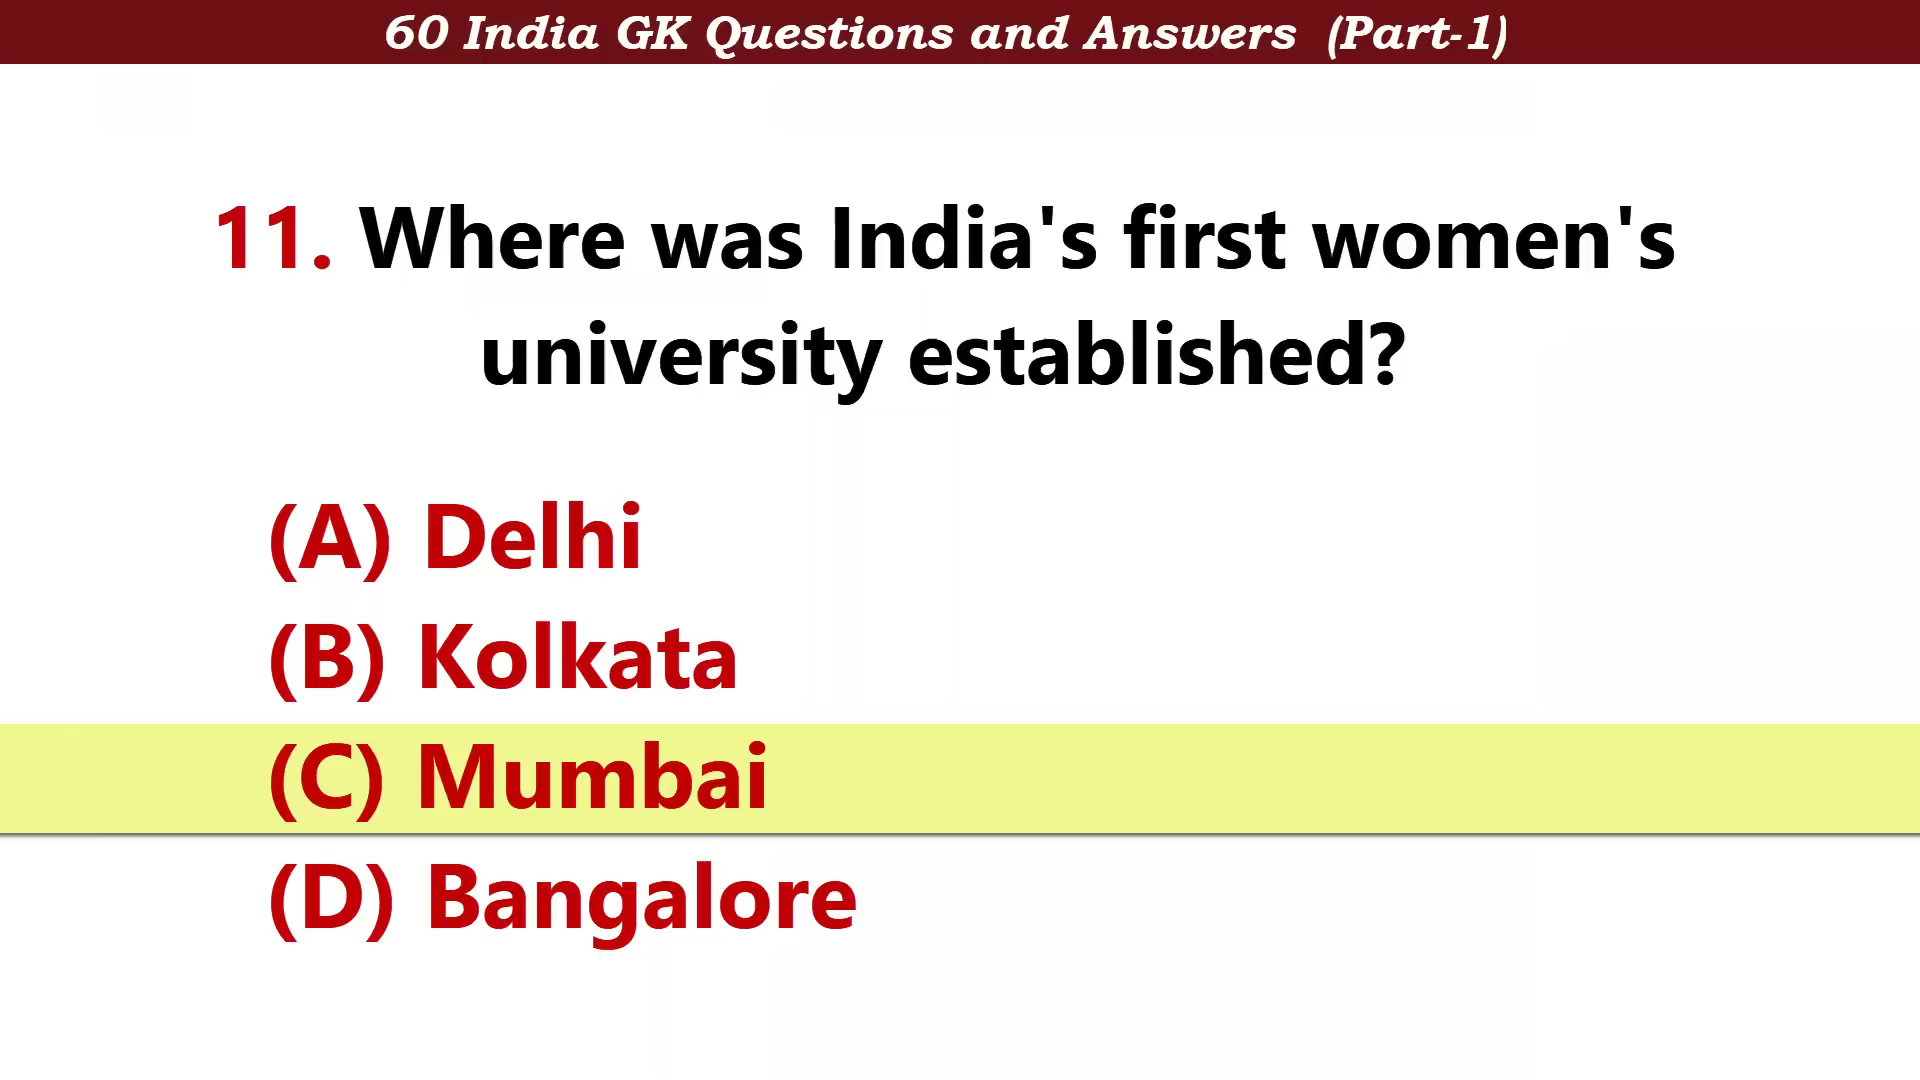 60 India GK Questions and Answers (Part-1)
11. Where was India's first women's
university established?
(A) Delhi
(B) Kolkata
(C) Mumbai
(D) Bangalore